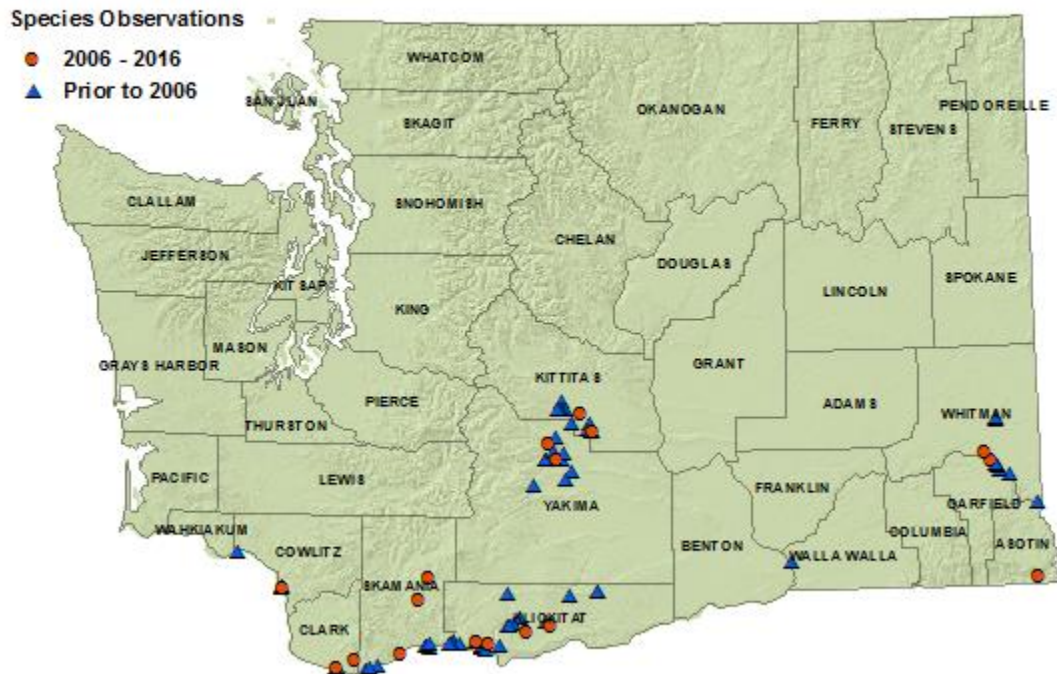 Species Observations
2006 - 2016
Prior to 2006
WHATCOM
SAN JUAN
SKAGIT
OKANOGAN
FERRY
STEVENS
PEND OREILLE
CLALLAM
SNOHOMISH
CHELAN
JEFFERSON
KITSAP
DOUGLAS
LINCOLN
SPOKANE
KING
MASON
GRAYS HARBOR
GRANT
KITTITAS
PIERCE
ADAMS
WHITMAN
THURSTON
PACIFIC
LEWIS
FRANKLIN
GARFIELD
YAKIMA
WAHKIAKUM
COWLITZ
BENTON
WALLA WALLA
COLUMBIA
ASOTIN
SKAMANIA
KLICKITAT
CLARK